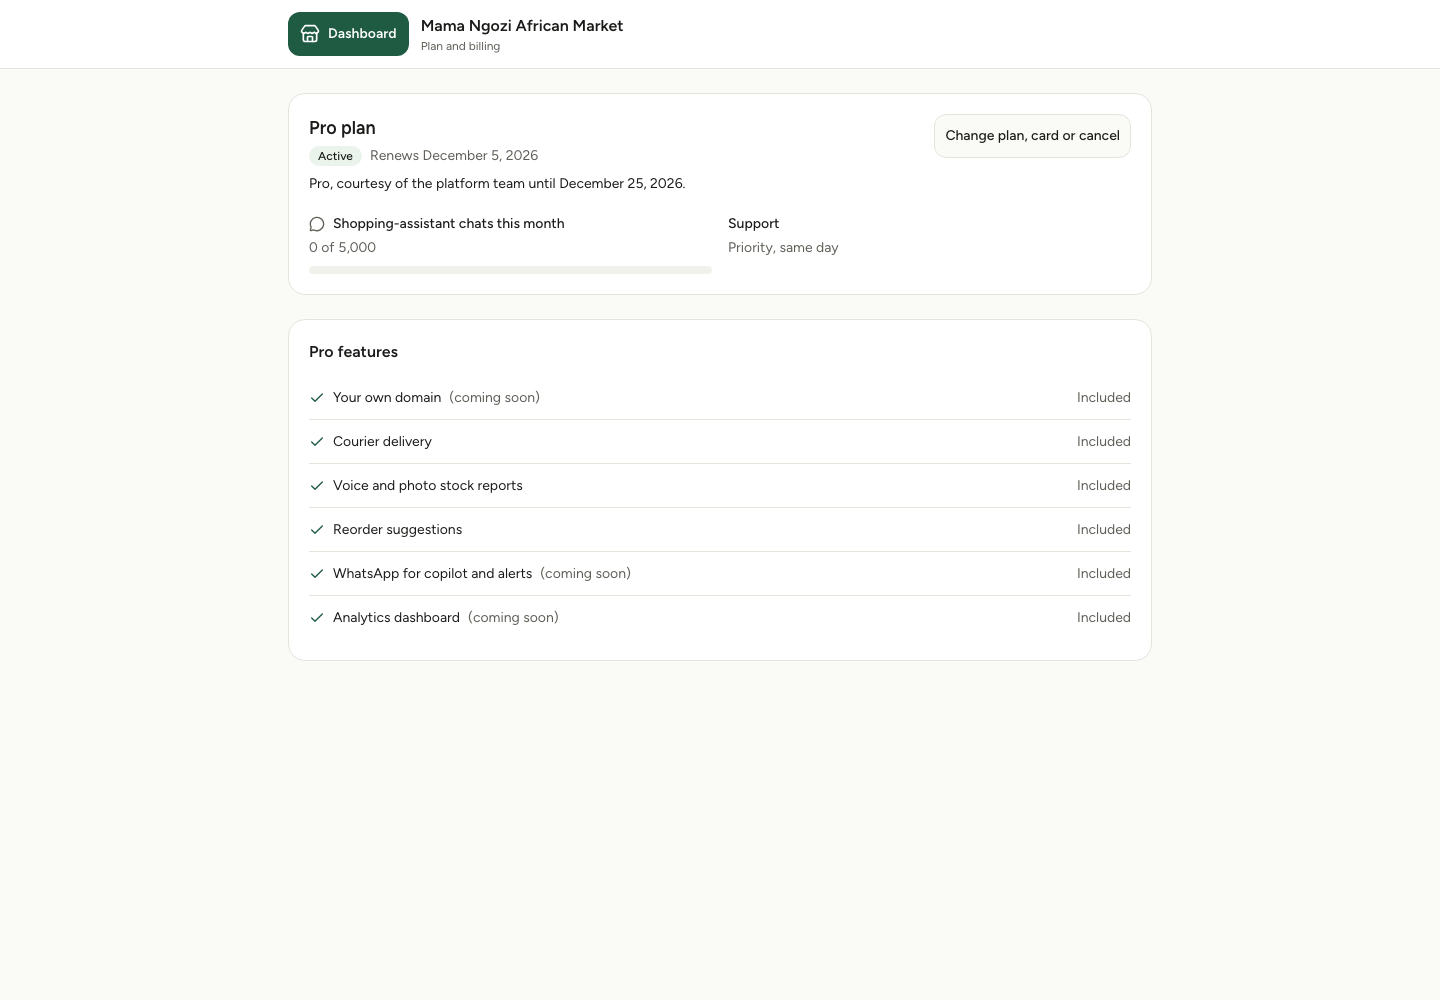 Dashboard
Mama Ngozi African Market
Plan and billing
Pro plan
Change plan, card or cancel
Active
Renews December 5, 2026
Pro, courtesy of the platform team until December 25, 2026.
Shopping-assistant chats this month
0 of 5,000
Support
Priority, same day
Pro features
Your own domain (coming soon) Included
Courier delivery Included
Voice and photo stock reports Included
Reorder suggestions Included
WhatsApp for copilot and alerts (coming soon) Included
Analytics dashboard (coming soon) Included